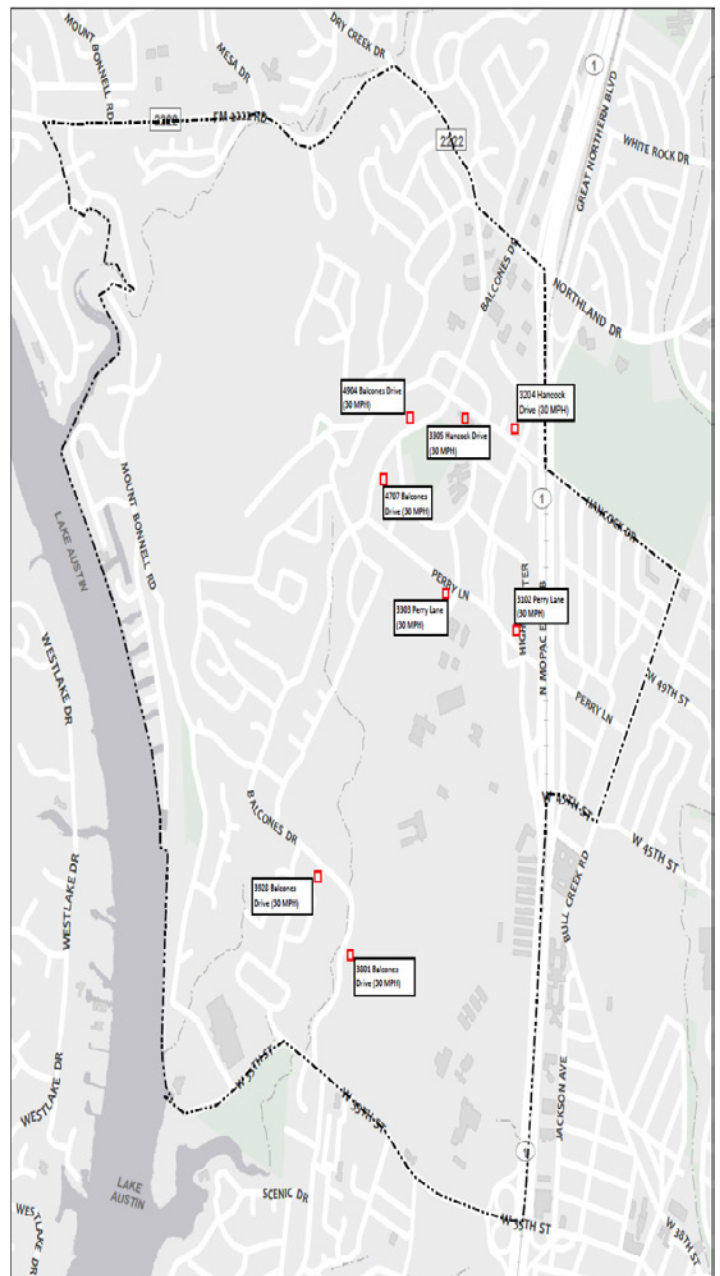 MOUNT BONNELL RD
MESA DR
DRY CREEK DR
1
GREAT NORTHERN BLVD
2222
FM 2222 RD
2222
WHITE ROCK DR
BALCONES DR
NORTHLAND DR
4904 Balcones Drive
(30 MPH)
3204 Hancock
Drive (30 MPH)
3305 Hancock Drive
(30 MPH)
4707 Balcones
Drive (30 MPH)
1
HANCOCK DR
MOUNT BONNELL RD
LAKE AUSTIN
PERRY LN
3303 Perry Lane
(30 MPH)
3102 Perry Lane
(30 MPH)
N MOPAC
WESTLAKE DR
W 49TH ST
PERRY LN
BALCONES DR
W 45TH ST
W 45TH ST
BULL CREEK RD
WESTLAKE DR
3928 Balcones
Drive (30 MPH)
3801 Balcones
Drive (30 MPH)
W 35TH ST
W 35TH ST
JACKSON AVE
WESTLAKE DR
1
LAKE
AUSTIN
SCENIC DR
W 35TH ST
W 38TH ST
WESTLAKE DR